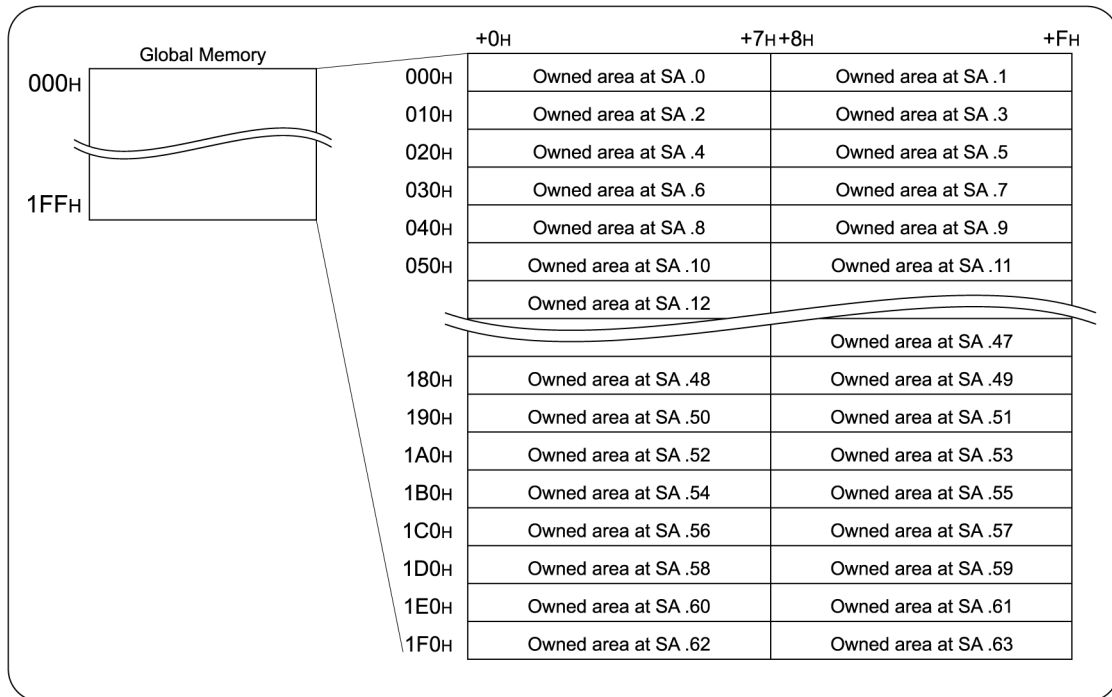 +0H +7H +8H +FH
Global Memory
000H
1FFH
000H Owned area at SA .0 Owned area at SA .1
010H Owned area at SA .2 Owned area at SA .3
020H Owned area at SA .4 Owned area at SA .5
030H Owned area at SA .6 Owned area at SA .7
040H Owned area at SA .8 Owned area at SA .9
050H Owned area at SA .10 Owned area at SA .11
Owned area at SA .12
Owned area at SA .47
180H Owned area at SA .48 Owned area at SA .49
190H Owned area at SA .50 Owned area at SA .51
1A0H Owned area at SA .52 Owned area at SA .53
1B0H Owned area at SA .54 Owned area at SA .55
1C0H Owned area at SA .56 Owned area at SA .57
1D0H Owned area at SA .58 Owned area at SA .59
1E0H Owned area at SA .60 Owned area at SA .61
1F0H Owned area at SA .62 Owned area at SA .63